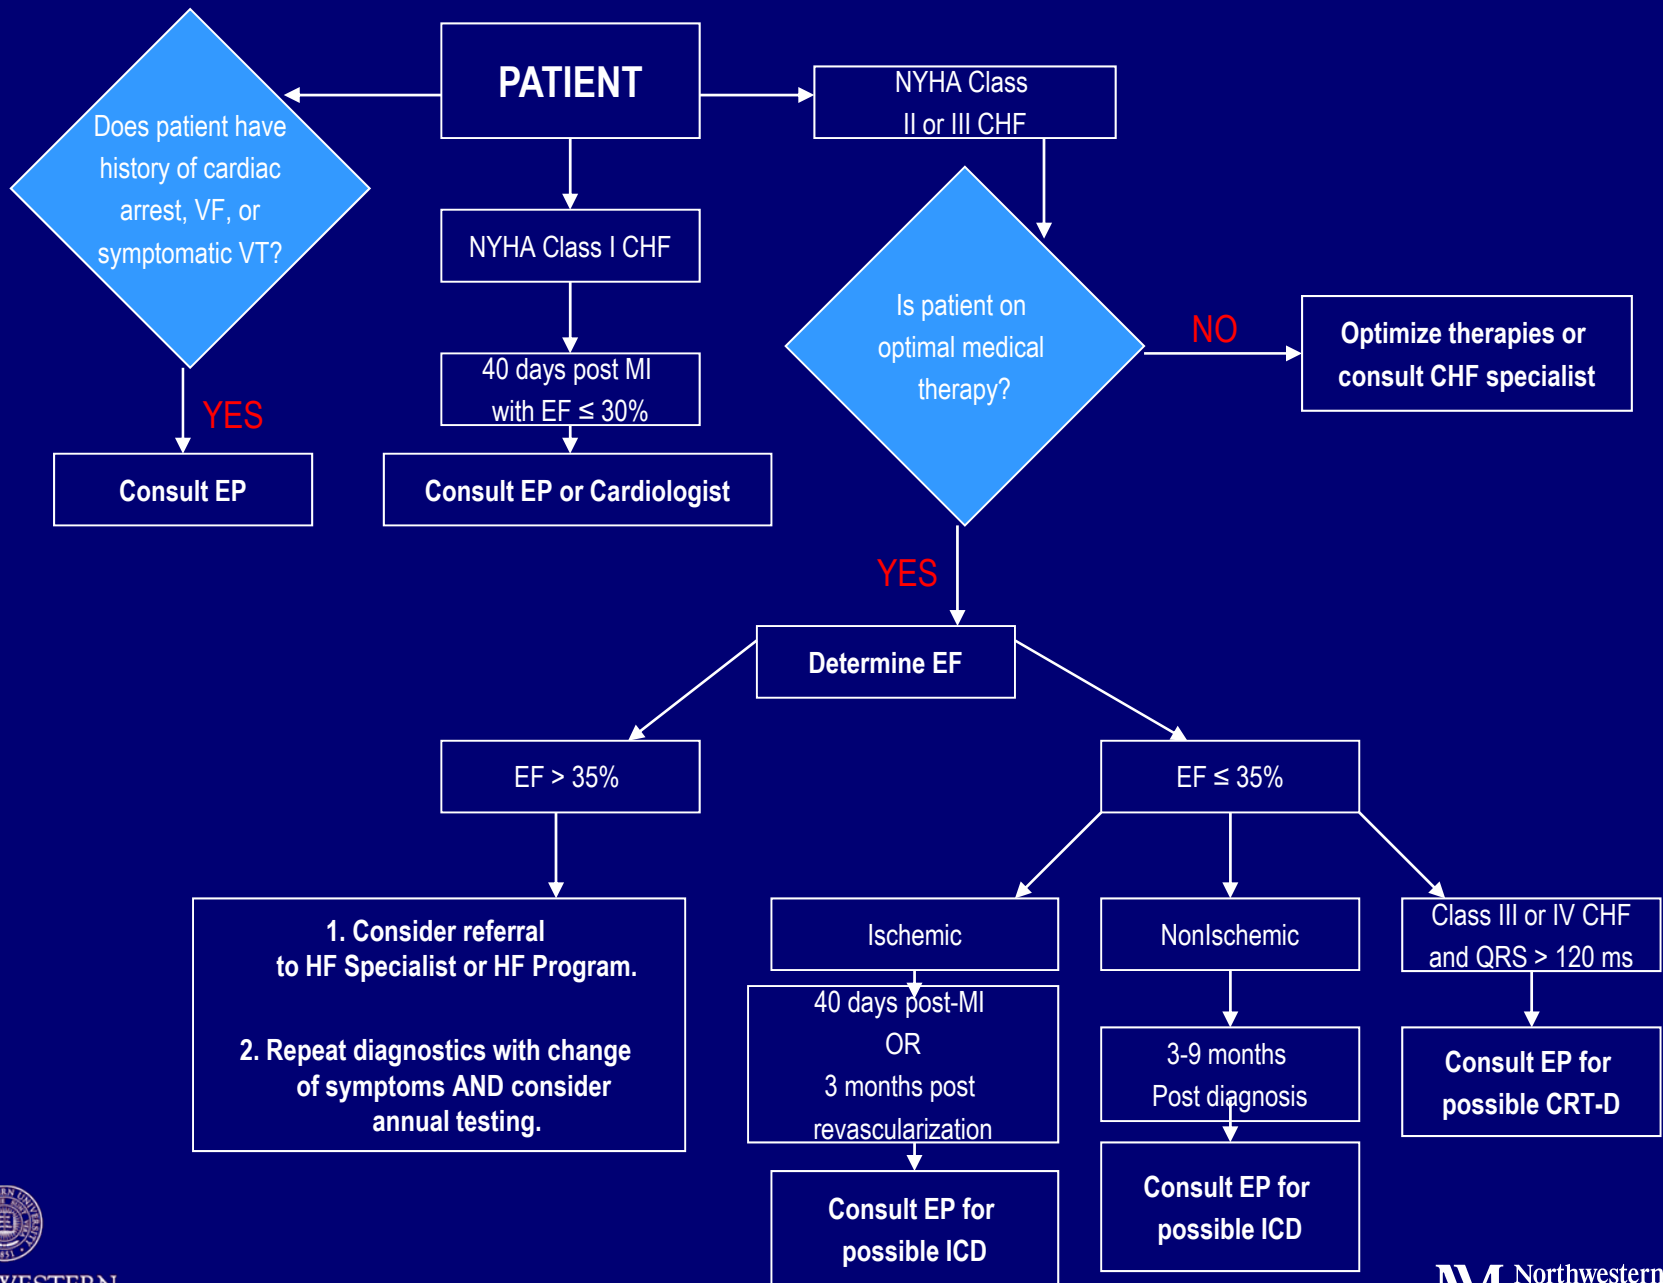 PATIENT
Does patient have
history of cardiac
arrest, VF, or
symptomatic VT?
YES
Consult EP
NYHA Class I CHF
40 days post MI
with EF ≤ 30%
Consult EP or Cardiologist
NYHA Class
II or III CHF
Is patient on
optimal medical
therapy?
NO
Optimize therapies or
consult CHF specialist
YES
Determine EF
EF > 35%
1. Consider referral
to HF Specialist or HF Program.
2. Repeat diagnostics with change
of symptoms AND consider
annual testing.
EF ≤ 35%
Ischemic
40 days post-MI
OR
3 months post
revascularization
Consult EP for
possible ICD
NonIschemic
3-9 months
Post diagnosis
Consult EP for
possible ICD
Class III or IV CHF
and QRS > 120 ms
Consult EP for
possible CRT-D
Northwestern